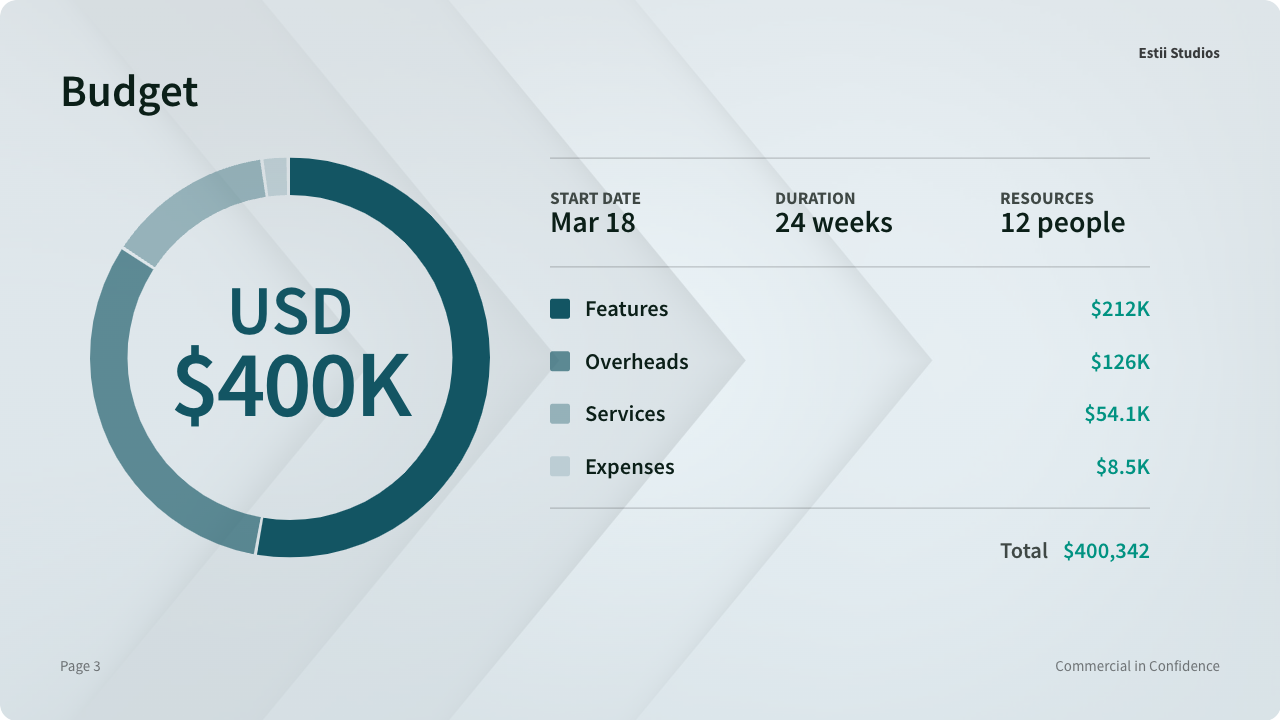 Estii Studios
Budget
USD
$400K
START DATE DURATION RESOURCES
Mar 18 24 weeks 12 people
Features $212K
Overheads $126K
Services $54.1K
Expenses $8.5K
Total $400,342
Page 3 Commercial in Confidence